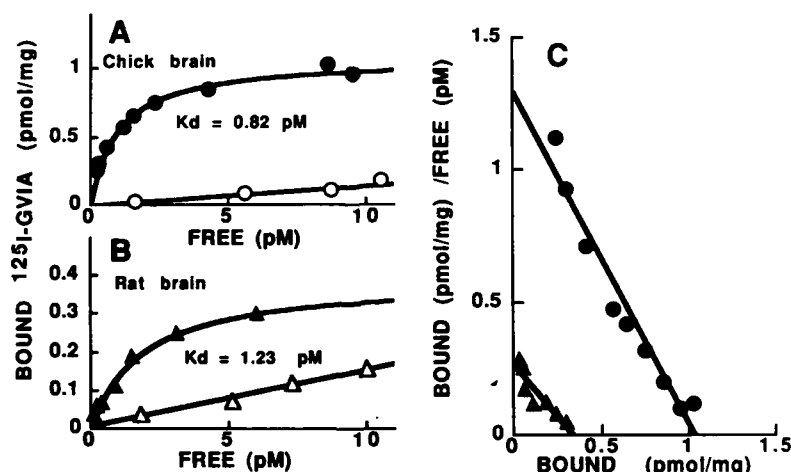 A
Chick brain
1
0.5
0
Kd = 0.82 pM
5
10
FREE (pM)
BOUND 125I-GVIA (pmol/mg)
B
Rat brain
0.4
0.3
0.2
0.1
0
Kd = 1.23 pM
0
5
10
FREE (pM)
C
1.5
1
0.5
0
BOUND (pmol/mg) /FREE (pM)
0
0.5
1
1.5
BOUND (pmol/mg)